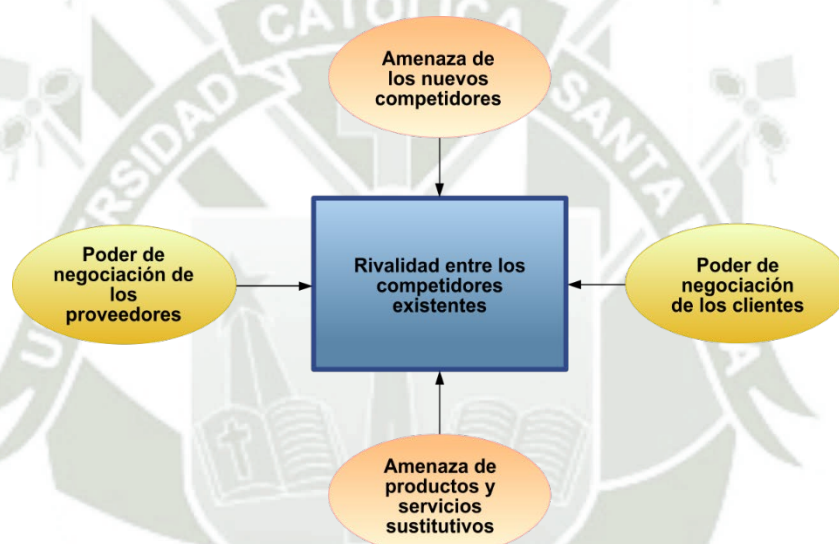 CATOLICA
UNIVERSIDAD
SANTA
Amenaza de
los nuevos
competidores
Poder de
negociación de
los
proveedores
Rivalidad entre los
competidores
existentes
Poder de
negociación
de los clientes
Amenaza de
productos y
servicios
sustitutivos